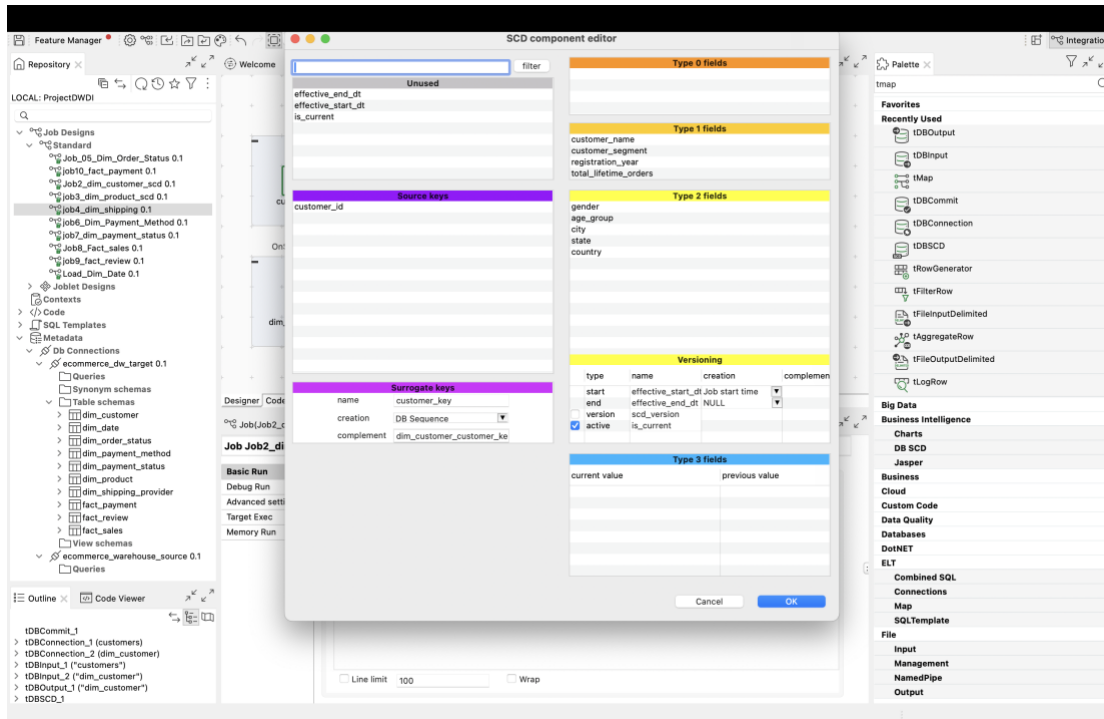 Feature Manager
SCD component editor
Integratio
Repository
LOCAL: ProjectDWDI
Job Designs
Standard
Job_05_Dim_Order_Status 0.1
job10_fact_payment 0.1
Job2_dim_customer_scd 0.1
job3_dim_product_scd 0.1
job4_dim_shipping 0.1
job6_Dim_Payment_Method 0.1
job7_dim_payment_status 0.1
Job8_Fact_sales 0.1
job9_fact_review 0.1
Load_Dim_Date 0.1
Joblet Designs
Contexts
Code
SQL Templates
Metadata
Db Connections
ecommerce_dw_target 0.1
Queries
Synonym schemas
Table schemas
dim_customer
dim_date
dim_order_status
dim_payment_method
dim_payment_status
dim_product
dim_shipping_provider
fact_payment
fact_review
fact_sales
View schemas
ecommerce_warehouse_source 0.1
Queries
Outline
Code Viewer
tDBCommit_1
tDBConnection_1 (customers)
tDBConnection_2 (dim_customer)
tDBInput_1 ("customers")
tDBInput_2 ("dim_customer")
tDBOutput_1 ("dim_customer")
tDBSCD_1
Welcome
cu
On
dim_
Designer Code
Job(Job2_c
Job Job2_di
Basic Run
Debug Run
Advanced setti
Target Exec
Memory Run
Line limit 100 Wrap
filter
Unused
effective_end_dt
effective_start_dt
is_current
Source keys
customer_id
Surrogate keys
name customer_key
creation DB Sequence
complement dim_customer_customer_ke
Type 0 fields
Type 1 fields
customer_name
customer_segment
registration_year
total_lifetime_orders
Type 2 fields
gender
age_group
city
state
country
Versioning
type name creation complemen
start effective_start_dt Job start time
end effective_end_dt NULL
version scd_version
active is_current
Type 3 fields
current value previous value
Cancel OK
Palette
tmap
Favorites
Recently Used
tDBOutput
tDBInput
tMap
tDBCommit
tDBConnection
tDBSCD
tRowGenerator
tFilterRow
tFileInputDelimited
tAggregateRow
tFileOutputDelimited
tLogRow
Big Data
Business Intelligence
Charts
DB SCD
Jasper
Business
Cloud
Custom Code
Data Quality
Databases
DotNET
ELT
Combined SQL
Connections
Map
SQLTemplate
File
Input
Management
NamedPipe
Output